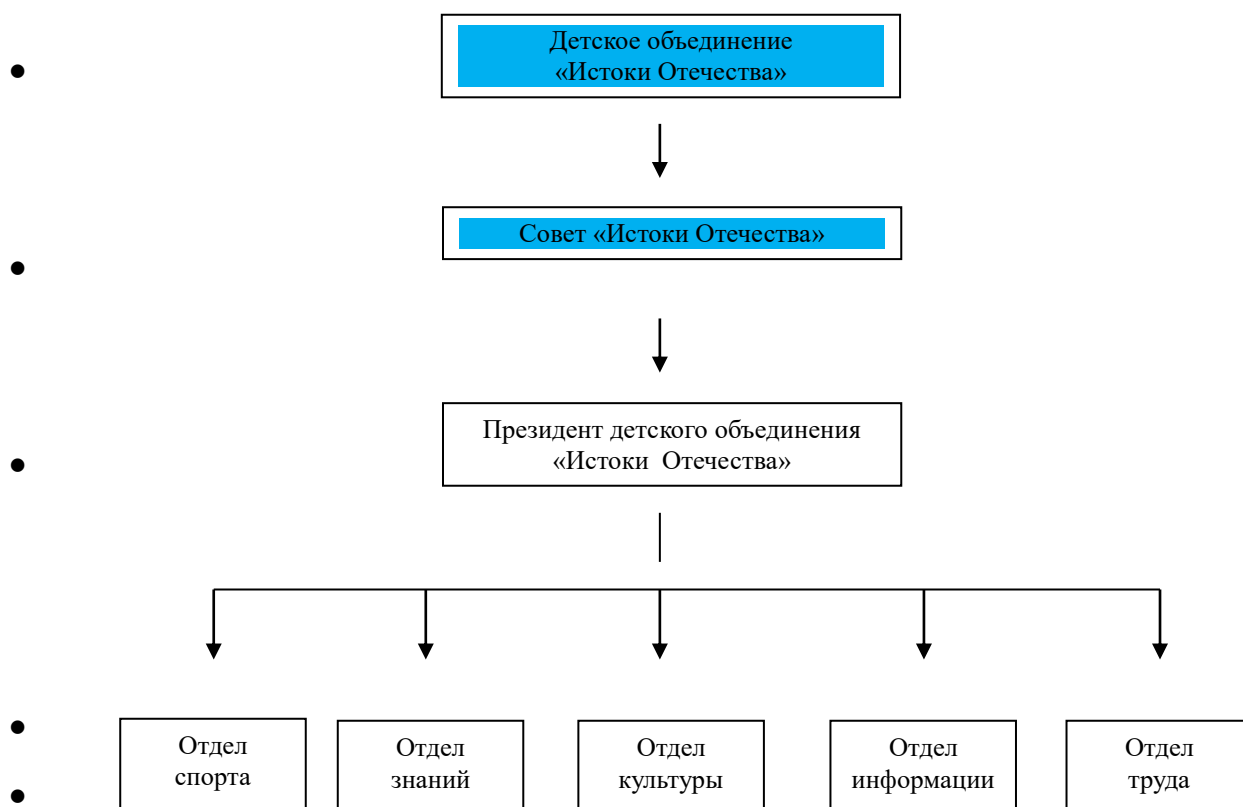 Детское объединение
«Истоки Отечества»
Совет «Истоки Отечества»
Президент детского объединения
«Истоки  Отечества»
Отдел
спорта
Отдел
знаний
Отдел
культуры
Отдел
информации
Отдел
труда